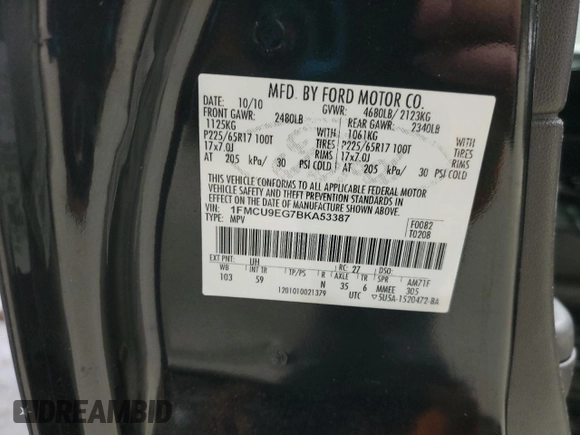 MFD. BY FORD MOTOR CO.
DATE: 10/10 GVWR: 4680LB/ 2123KG
FRONT GAWR: 2480LB REAR GAWR: 2340LB
1125KG WITH 1061KG WITH
P225/65R17 100T TIRES P225/65R17 100T TIRES
17x7.0J RIMS 17x7.0J RIMS
AT 205 kPa/ 30 PSI COLD AT 205 kPa/ 30 PSI COLD
THIS VEHICLE CONFORMS TO ALL APPLICABLE FEDERAL MOTOR
VEHICLE SAFETY AND THEFT PREVENTION STANDARDS IN EFFECT
ON THE DATE OF MANUFACTURE SHOWN ABOVE.
VIN: 1FMCU9EG7BKA53387 F0082
TYPE: MPV T0208
EXT PNT: UH RC: 27 DSO:
WB INT TR TP/PS R AXLE TR SPR AM71F
103 59 N 35 6 MMEE 305
1201010021379 UTC 5U5A-1520472-BA
DREAMBID